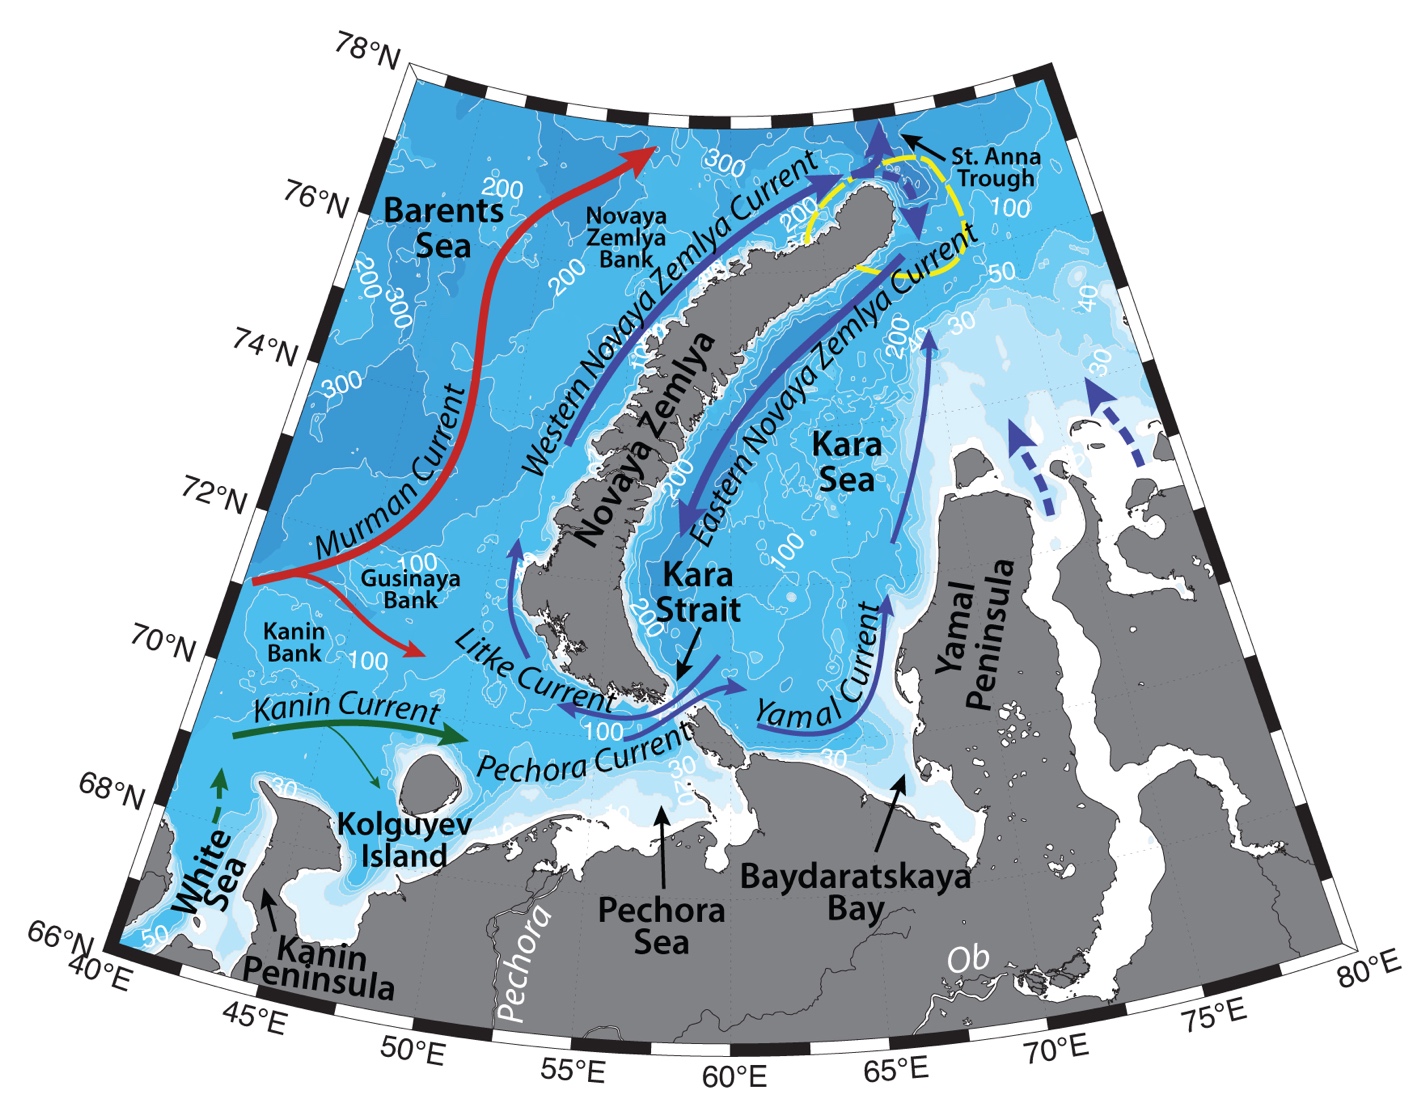 78°N
76°N
74°N
72°N
70°N
68°N
66°N
40°E
45°E
50°E
55°E
60°E
65°E
70°E
75°E
80°E
St. Anna
Trough
Barents
Sea
Novaya
Zemlya
Bank
Western Novaya Zemlya Current
Eastern Novaya Zemlya Current
Novaya Zemlya
Murman Current
Kara
Sea
Gusinaya
Bank
Kanin
Bank
Kara
Strait
Litke Current
Yamal Current
Yamal
Peninsula
Kanin Current
Pechora Current
Kolguyev
Island
White
Sea
Kanin
Peninsula
Pechora
Sea
Baydaratskaya
Bay
Pechora
Ob
300
200
200
100
200
50
40
200
300
300
200
40
30
30
200
100
100
200
100
100
30
30
30
20
10
50